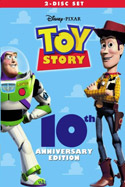 2-DISC SET
DISNEY·PIXAR
TOY
STORY
10th
ANNIVERSARY
EDITION